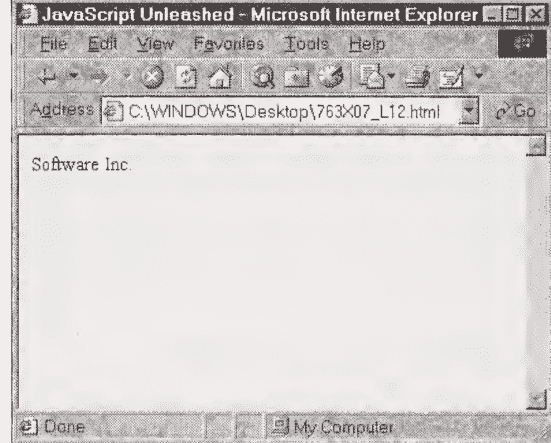 JavaScript Unleashed - Microsoft Internet Explorer
File Edit View Favorites Tools Help
Address C:\WINDOWS\Desktop\763X07_L12.html Go
Software Inc.
Done My Computer